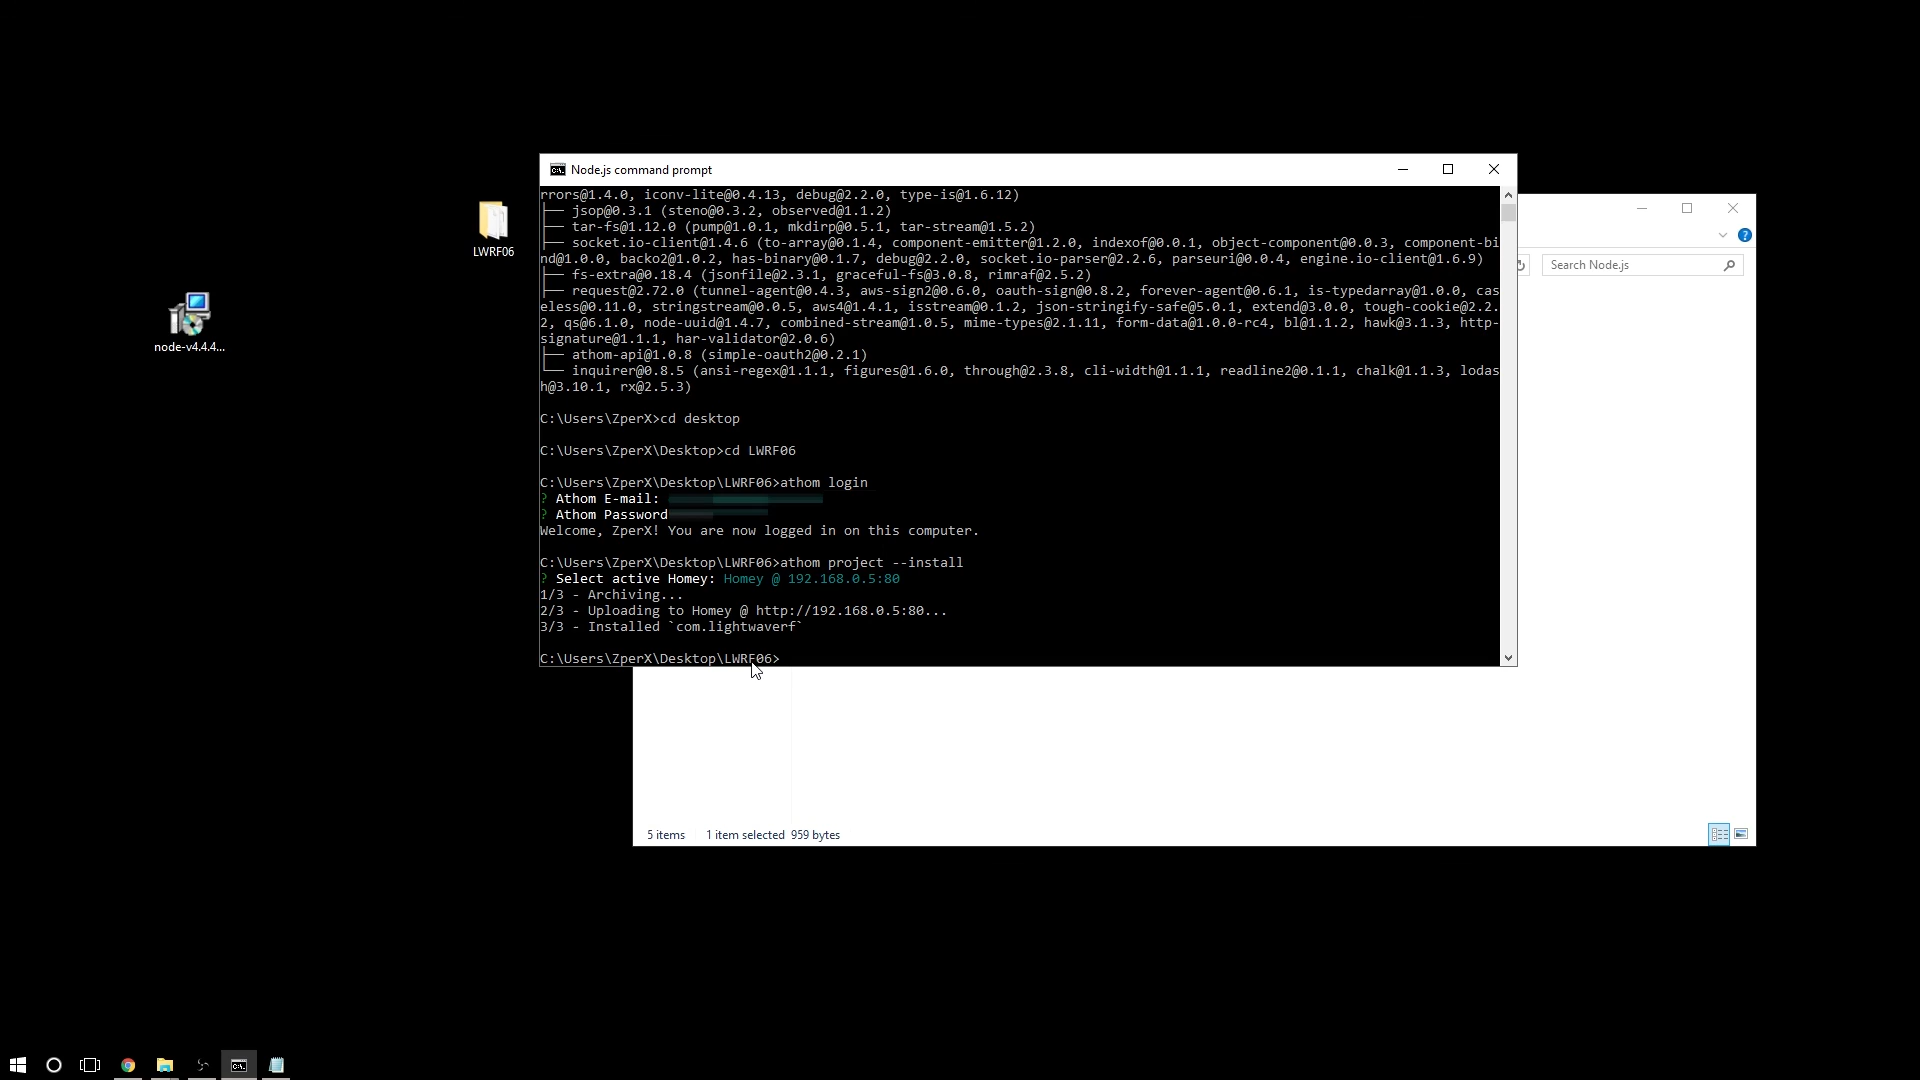 Node.js command prompt
rrors@1.4.0, iconv-lite@0.4.13, debug@2.2.0, type-is@1.6.12)
├── jsop@0.3.1 (steno@0.3.2, observed@1.1.2)
├── tar-fs@1.12.0 (pump@1.0.1, mkdirp@0.5.1, tar-stream@1.5.2)
├── socket.io-client@1.4.6 (to-array@0.1.4, component-emitter@1.2.0, indexof@0.0.1, object-component@0.0.3, component-bi
nd@1.0.0, backo2@1.0.2, has-binary@0.1.7, debug@2.2.0, socket.io-parser@2.2.6, parseuri@0.0.4, engine.io-client@1.6.9)
├── fs-extra@0.18.4 (jsonfile@2.3.1, graceful-fs@3.0.8, rimraf@2.5.2)
├── request@2.72.0 (tunnel-agent@0.4.3, aws-sign2@0.6.0, oauth-sign@0.8.2, forever-agent@0.6.1, is-typedarray@1.0.0, cas
eless@0.11.0, stringstream@0.0.5, aws4@1.4.1, isstream@0.1.2, json-stringify-safe@5.0.1, extend@3.0.0, tough-cookie@2.2.
2, qs@6.1.0, node-uuid@1.4.7, combined-stream@1.0.5, mime-types@2.1.11, form-data@1.0.0-rc4, bl@1.1.2, hawk@3.1.3, http-
signature@1.1.1, har-validator@2.0.6)
├── athom-api@1.0.8 (simple-oauth2@0.2.1)
└── inquirer@0.8.5 (ansi-regex@1.1.1, figures@1.6.0, through@2.3.8, cli-width@1.1.1, readline2@0.1.1, chalk@1.1.3, lodas
h@3.10.1, rx@2.5.3)
C:\Users\ZperX>cd desktop
C:\Users\ZperX\Desktop>cd LWRF06
C:\Users\ZperX\Desktop\LWRF06>athom login
? Athom E-mail:
? Athom Password
Welcome, ZperX! You are now logged in on this computer.
C:\Users\ZperX\Desktop\LWRF06>athom project --install
? Select active Homey: Homey @ 192.168.0.5:80
1/3 - Archiving...
2/3 - Uploading to Homey @ http://192.168.0.5:80...
3/3 - Installed `com.lightwaverf`
C:\Users\ZperX\Desktop\LWRF06>
LWRF06
node-v4.4.4...
Search Node.js
5 items 1 item selected 959 bytes